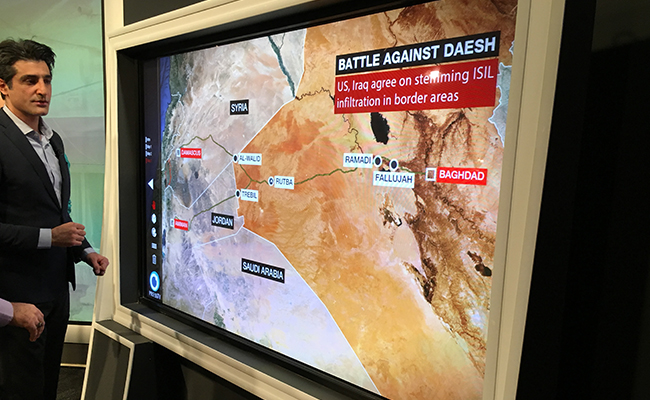 BATTLE AGAINST DAESH
US, Iraq agree on stemming ISIL
infiltration in border areas
SYRIA
DAMASCUS
AL-WALID
RAMADI
FALLUJAH
BAGHDAD
RUTBA
TREBIL
AMMAN
JORDAN
SAUDI ARABIA